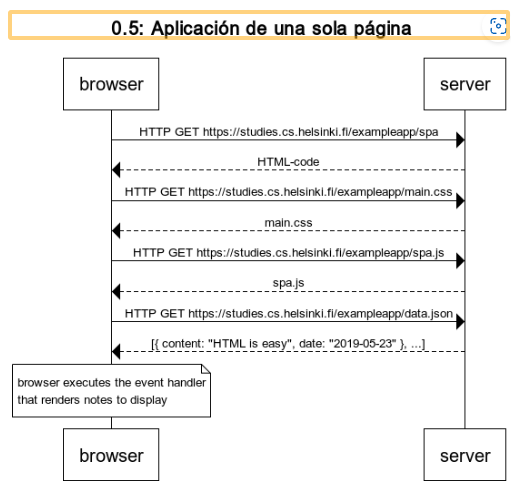 0.5: Aplicación de una sola página
browser
server
HTTP GET https://studies.cs.helsinki.fi/exampleapp/spa
HTML-code
HTTP GET https://studies.cs.helsinki.fi/exampleapp/main.css
main.css
HTTP GET https://studies.cs.helsinki.fi/exampleapp/spa.js
spa.js
HTTP GET https://studies.cs.helsinki.fi/exampleapp/data.json
[{ content: "HTML is easy", date: "2019-05-23" }, ...]
browser executes the event handler
that renders notes to display
browser
server